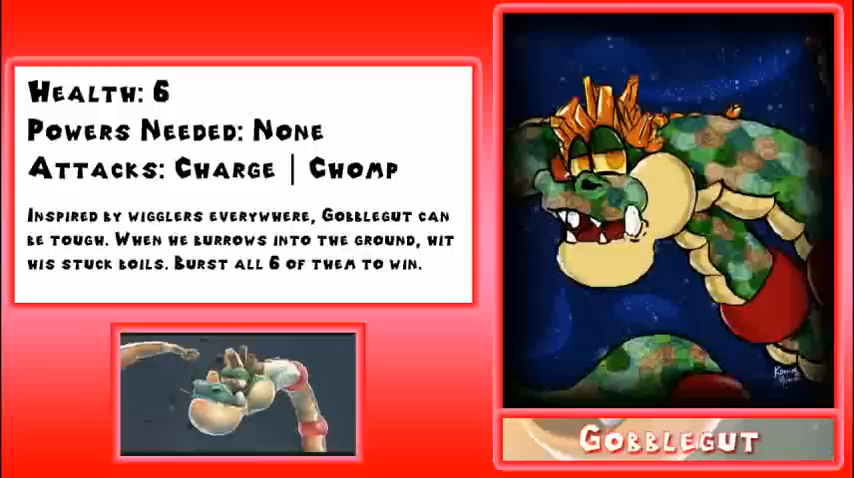 Health: 6
Powers Needed: None
Attacks: Charge | Chomp
Inspired by wigglers everywhere, Gobblegut can
be tough. When he burrows into the ground, hit
his stuck boils. Burst all 6 of them to win.
Gobblegut